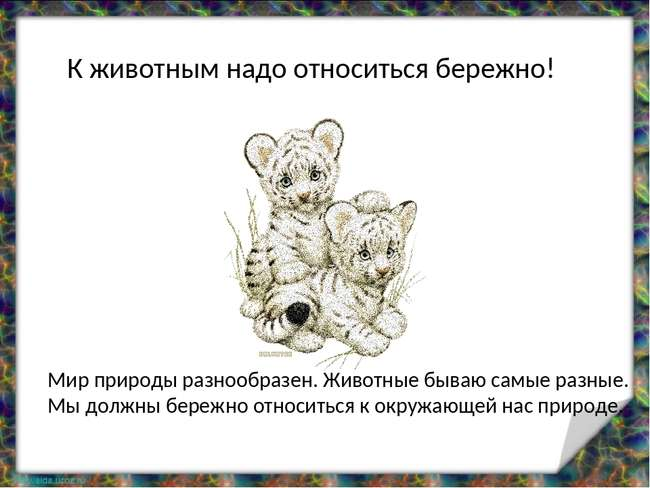 К животным надо относиться бережно!
Мир природы разнообразен. Животные бываю самые разные.
Мы должны бережно относиться к окружающей нас природе.